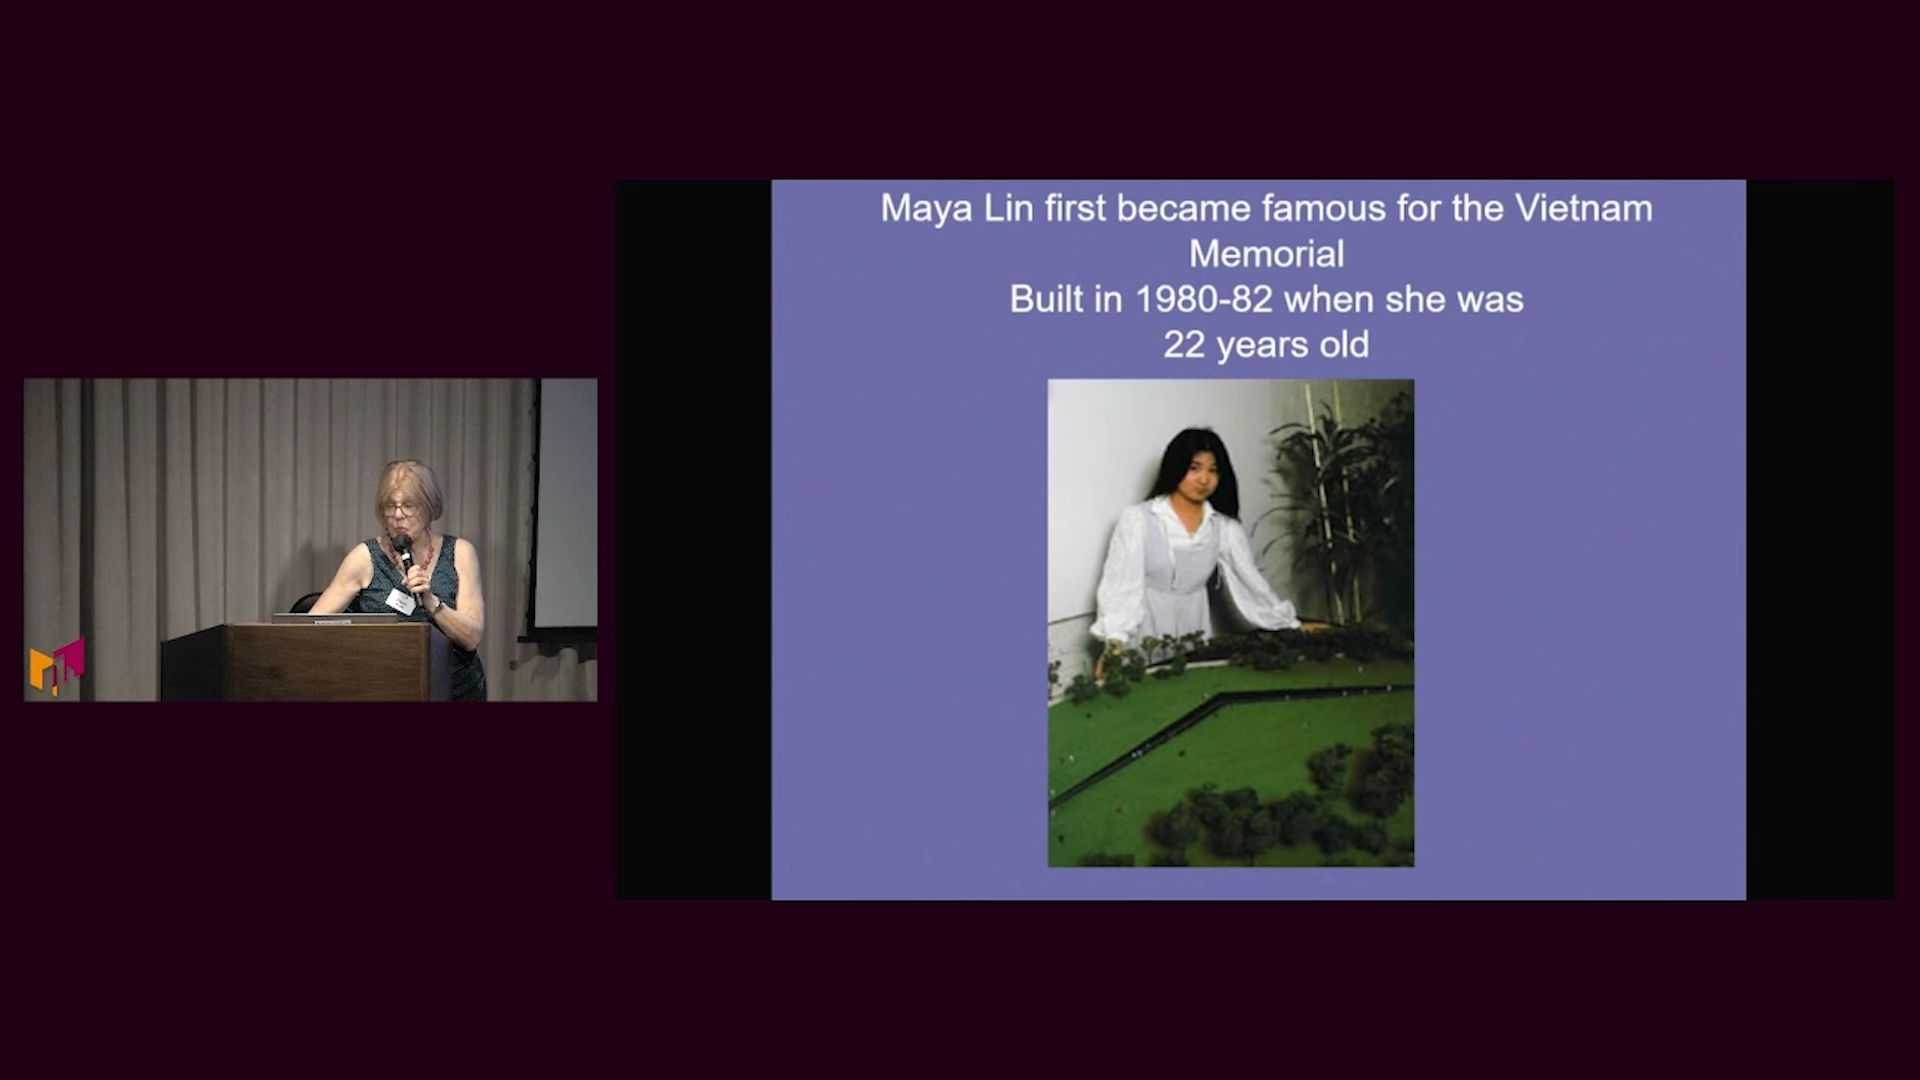 Maya Lin first became famous for the Vietnam
Memorial
Built in 1980-82 when she was
22 years old